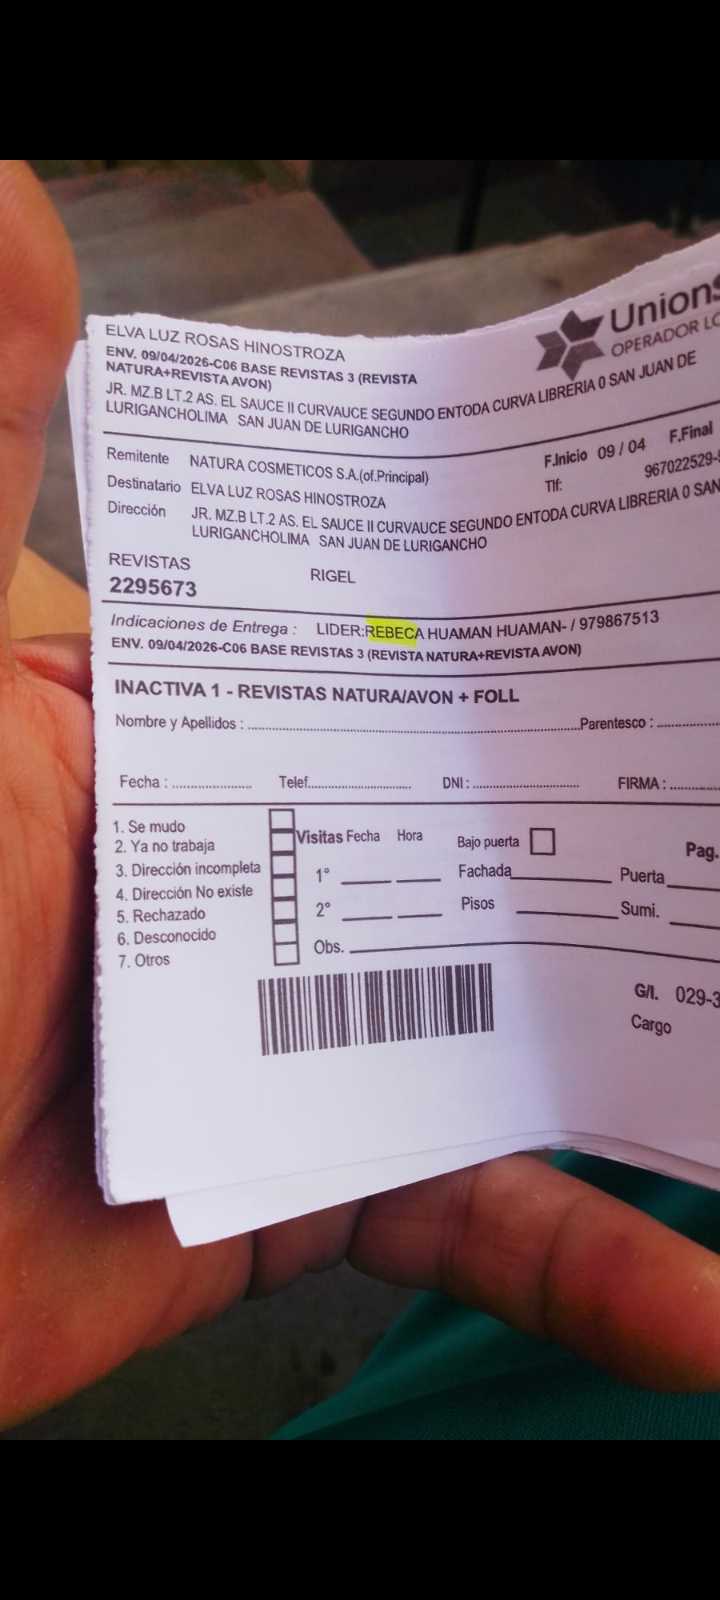 ELVA LUZ ROSAS HINOSTROZA
ENV. 09/04/2026-C06 BASE REVISTAS 3 (REVISTA
NATURA+REVISTA AVON)
JR. MZ.B LT.2 AS. EL SAUCE II CURVAUCE SEGUNDO ENTODA CURVA LIBRERIA 0 SAN JUAN DE
LURIGANCHOLIMA SAN JUAN DE LURIGANCHO
Union
OPERADOR LO
Remitente NATURA COSMETICOS S.A.(of.Principal)
F.Inicio 09 / 04 F.Final
Destinatario ELVA LUZ ROSAS HINOSTROZA
Tlf: 967022529-
Dirección JR. MZ.B LT.2 AS. EL SAUCE II CURVAUCE SEGUNDO ENTODA CURVA LIBRERIA 0 SAN
LURIGANCHOLIMA SAN JUAN DE LURIGANCHO
REVISTAS
2295673 RIGEL
Indicaciones de Entrega : LIDER:REBECA HUAMAN HUAMAN- / 979867513
ENV. 09/04/2026-C06 BASE REVISTAS 3 (REVISTA NATURA+REVISTA AVON)
INACTIVA 1 - REVISTAS NATURA/AVON + FOLL
Nombre y Apellidos : Parentesco :
Fecha : Telef. DNI : FIRMA :
1. Se mudo
2. Ya no trabaja
3. Dirección incompleta
4. Dirección No existe
5. Rechazado
6. Desconocido
7. Otros
Visitas Fecha Hora Bajo puerta Pag.
1° Fachada Puerta
2° Pisos Sumi.
Obs.
G/I. 029-3
Cargo